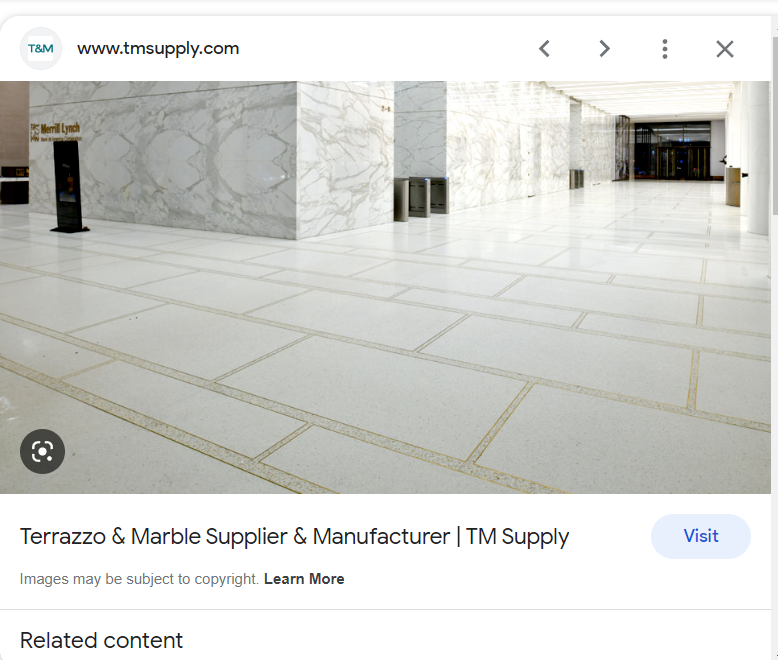 T&M
www.tmsupply.com
Merrill Lynch
Terrazzo & Marble Supplier & Manufacturer | TM Supply
Visit
Images may be subject to copyright. Learn More
Related content